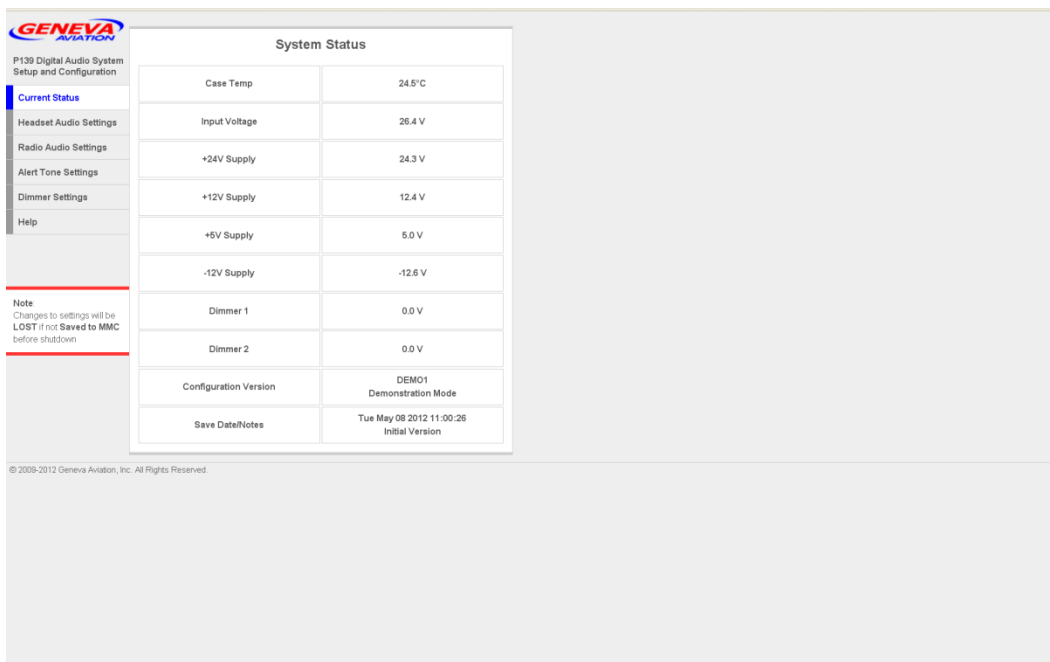 GENEVA
AVIATION
P139 Digital Audio System
Setup and Configuration
Current Status
Headset Audio Settings
Radio Audio Settings
Alert Tone Settings
Dimmer Settings
Help
Note:
Changes to settings will be
LOST if not Saved to MMC
before shutdown
System Status
Case Temp 24.5°C
Input Voltage 26.4 V
+24V Supply 24.3 V
+12V Supply 12.4 V
+5V Supply 5.0 V
-12V Supply -12.6 V
Dimmer 1 0.0 V
Dimmer 2 0.0 V
Configuration Version DEMO1
Demonstration Mode
Save Date/Notes Tue May 08 2012 11:00:26
Initial Version
© 2009-2012 Geneva Aviation, Inc. All Rights Reserved.